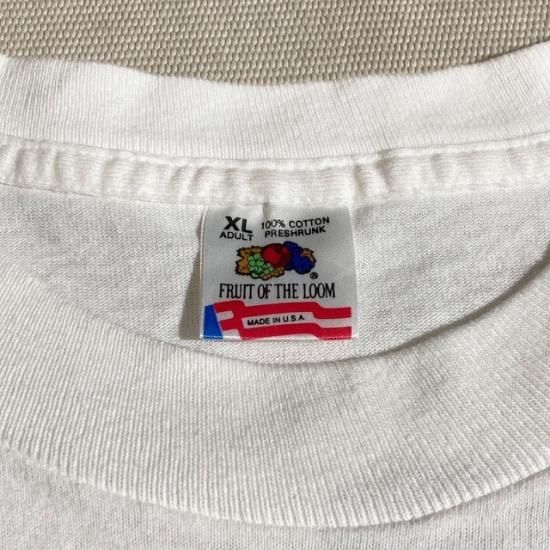 XL 100% COTTON
ADULT PRESHRUNK
®
FRUIT OF THE LOOM
MADE IN U.S.A.